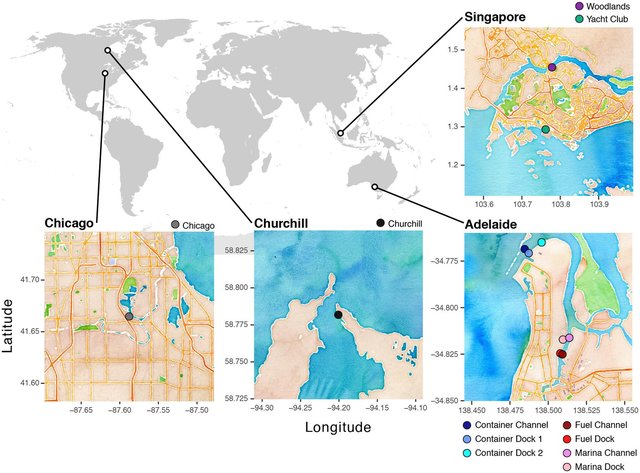 Woodlands
Singapore
Yacht Club
1.5
1.4
1.3
1.2
103.6 103.7 103.8 103.9
Chicago
Chicago
Churchill
Churchill
Adelaide
41.70
41.65
41.60
−87.65 −87.60 −87.55 −87.50
58.825
58.800
58.775
58.750
58.725
−94.30 −94.25 −94.20 −94.15 −94.10
−34.775
−34.800
−34.825
−34.850
138.450 138.475 138.500 138.525 138.550
Latitude
Longitude
Container Channel
Container Dock 1
Container Dock 2
Fuel Channel
Fuel Dock
Marina Channel
Marina Dock